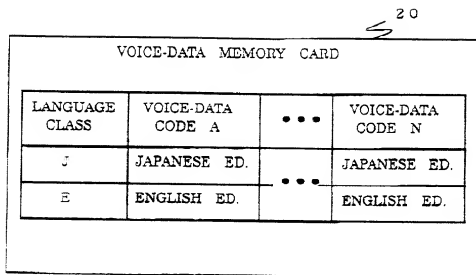 20
VOICE-DATA MEMORY CARD
LANGUAGE CLASS VOICE-DATA CODE A ••• VOICE-DATA CODE N
J JAPANESE ED. ••• JAPANESE ED.
E ENGLISH ED. ENGLISH ED.